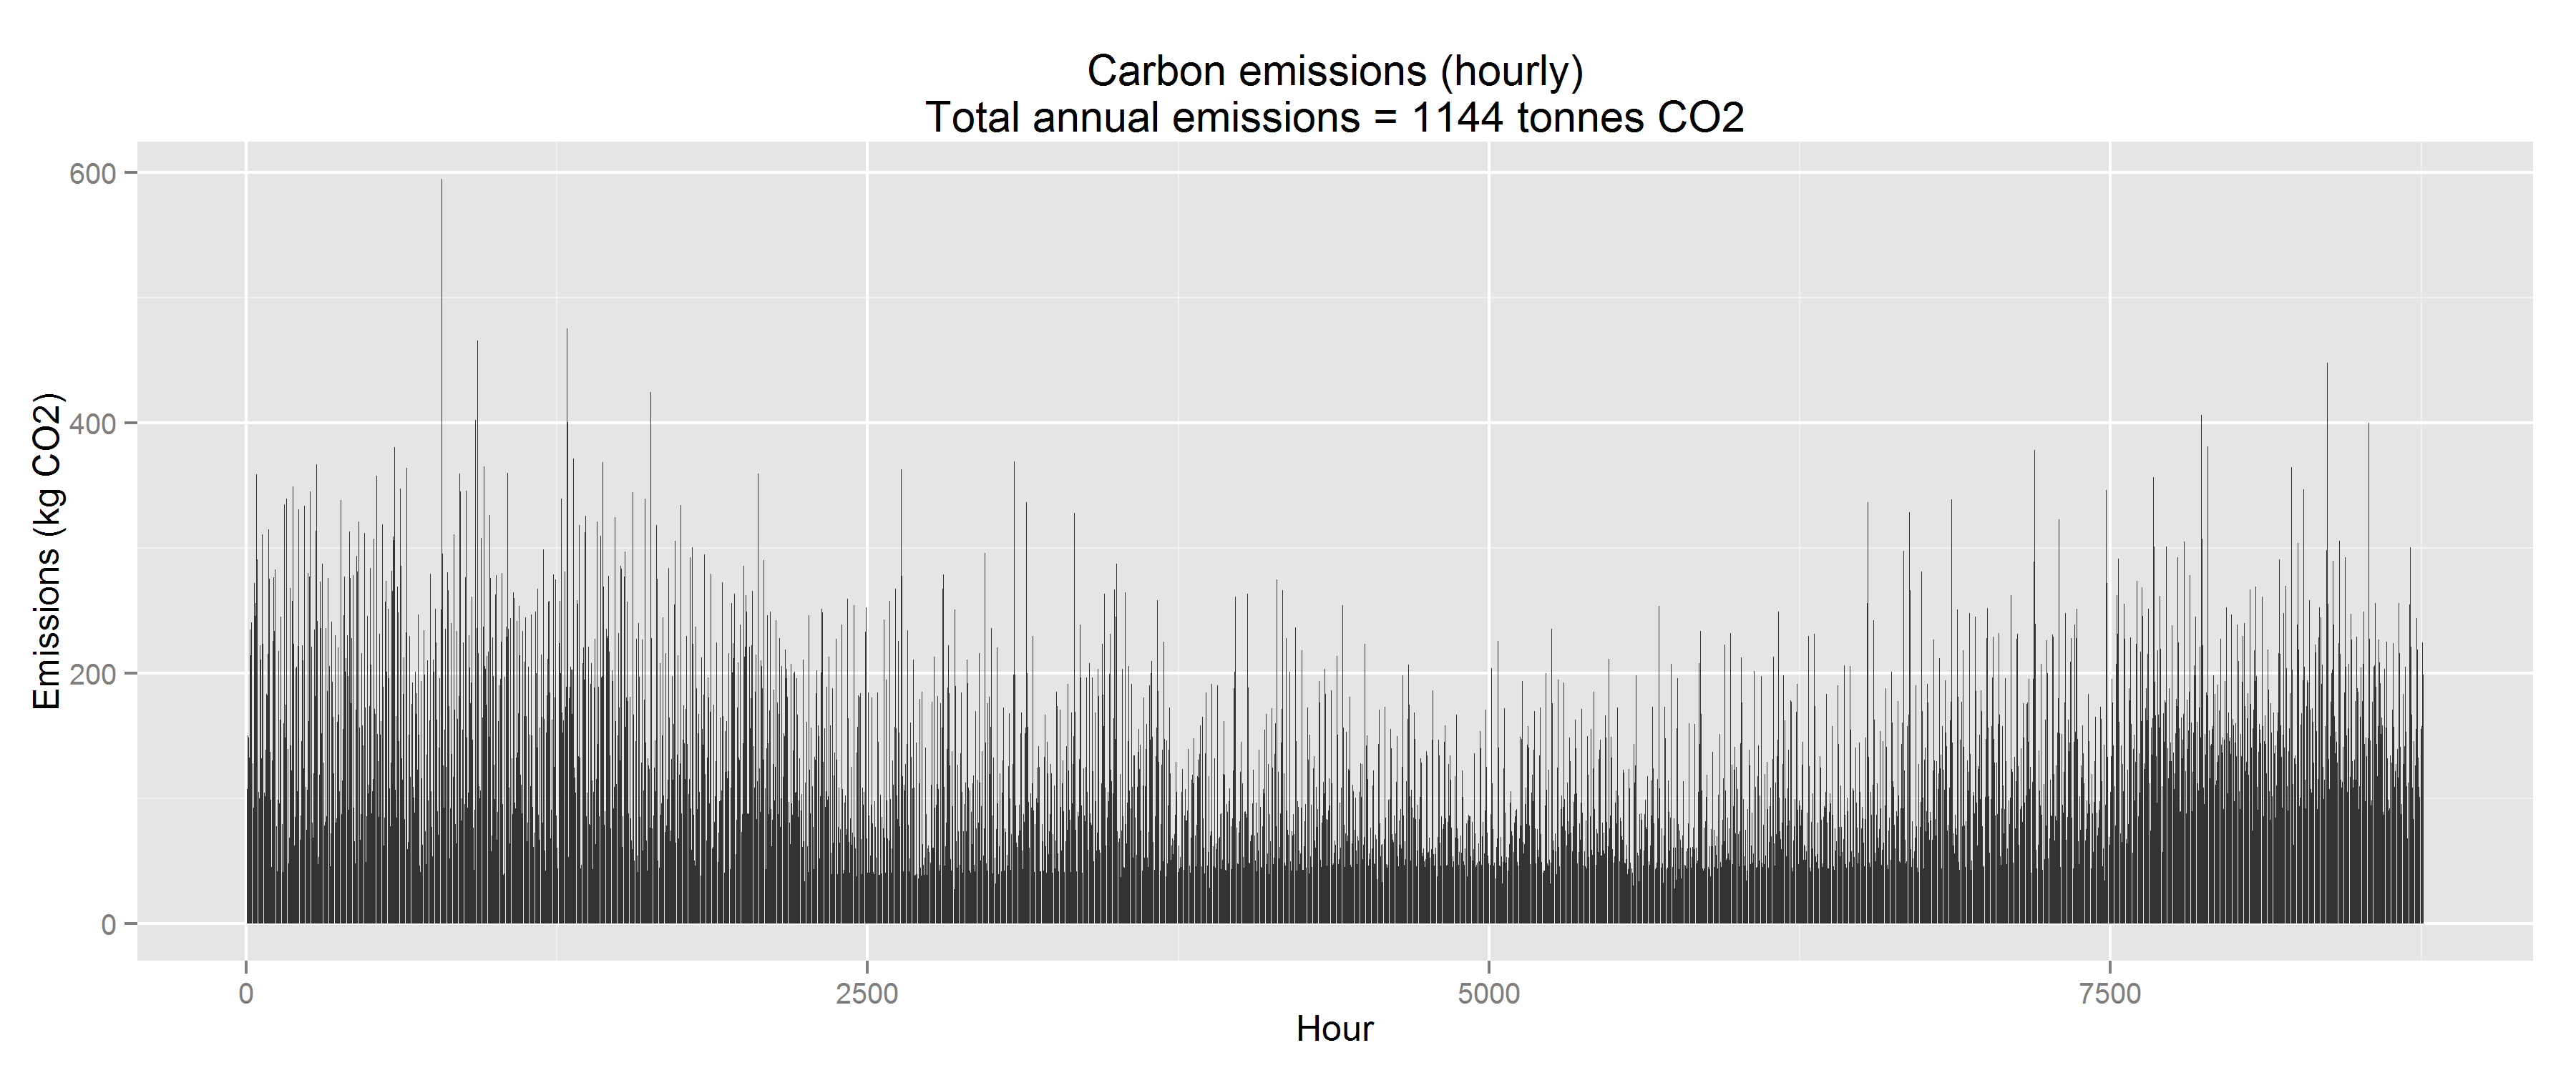 Carbon emissions (hourly)
Total annual emissions = 1144 tonnes CO2
Emissions (kg CO2)
600
400
200
0
0
2500
5000
7500
Hour